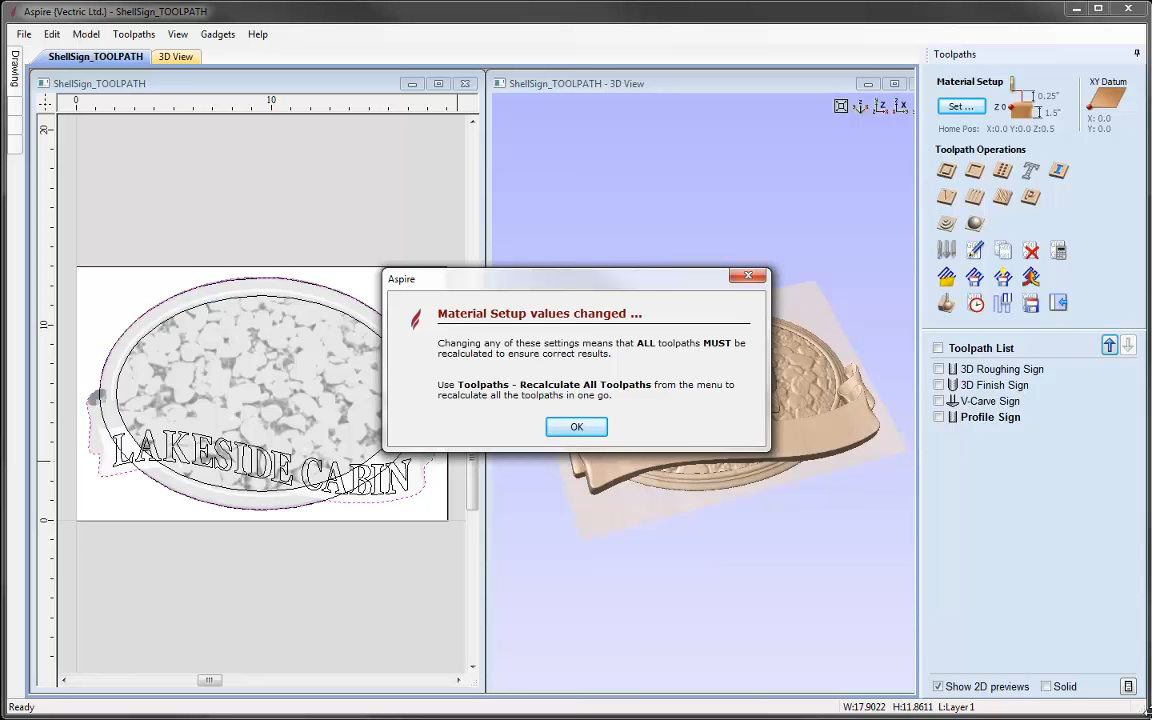 Aspire {Vectric Ltd.} - ShellSign_TOOLPATH
File Edit Model Toolpaths View Gadgets Help
Drawing
ShellSign_TOOLPATH 3D View
ShellSign_TOOLPATH
0 10
20
10
0
LAKESIDE CABIN
ShellSign_TOOLPATH - 3D View
Z Z X
Aspire
Material Setup values changed ...
Changing any of these settings means that ALL toolpaths MUST be
recalculated to ensure correct results.
Use Toolpaths - Recalculate All Toolpaths from the menu to
recalculate all the toolpaths in one go.
OK
Toolpaths
Material Setup
Set ...
Z 0
0.25"
1.5"
XY Datum
X: 0.0
Y: 0.0
Home Pos: X:0.0 Y:0.0 Z:0.5
Toolpath Operations
Toolpath List
3D Roughing Sign
3D Finish Sign
V-Carve Sign
Profile Sign
Show 2D previews Solid
Ready
W:17.9022 H:11.8611 L:Layer 1